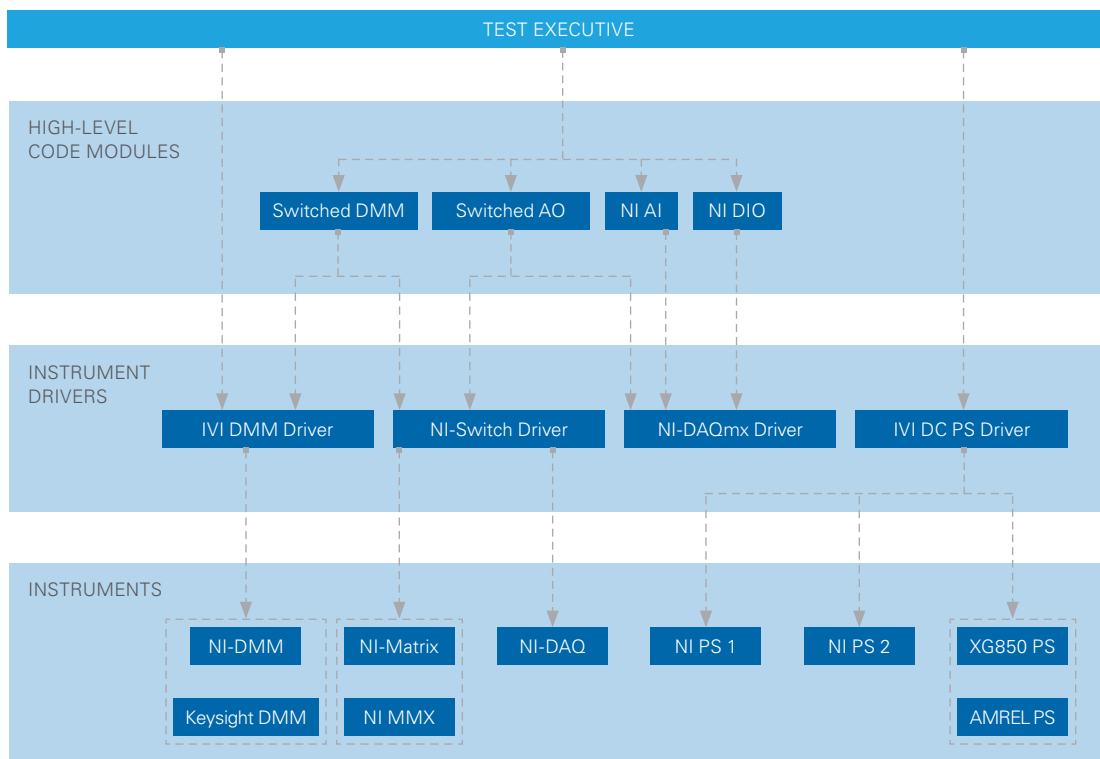 TEST EXECUTIVE
HIGH-LEVEL
CODE MODULES
Switched DMM
Switched AO
NI AI
NI DIO
INSTRUMENT
DRIVERS
IVI DMM Driver
NI-Switch Driver
NI-DAQmx Driver
IVI DC PS Driver
INSTRUMENTS
NI-DMM
NI-Matrix
NI-DAQ
NI PS 1
NI PS 2
XG850 PS
Keysight DMM
NI MMX
AMREL PS